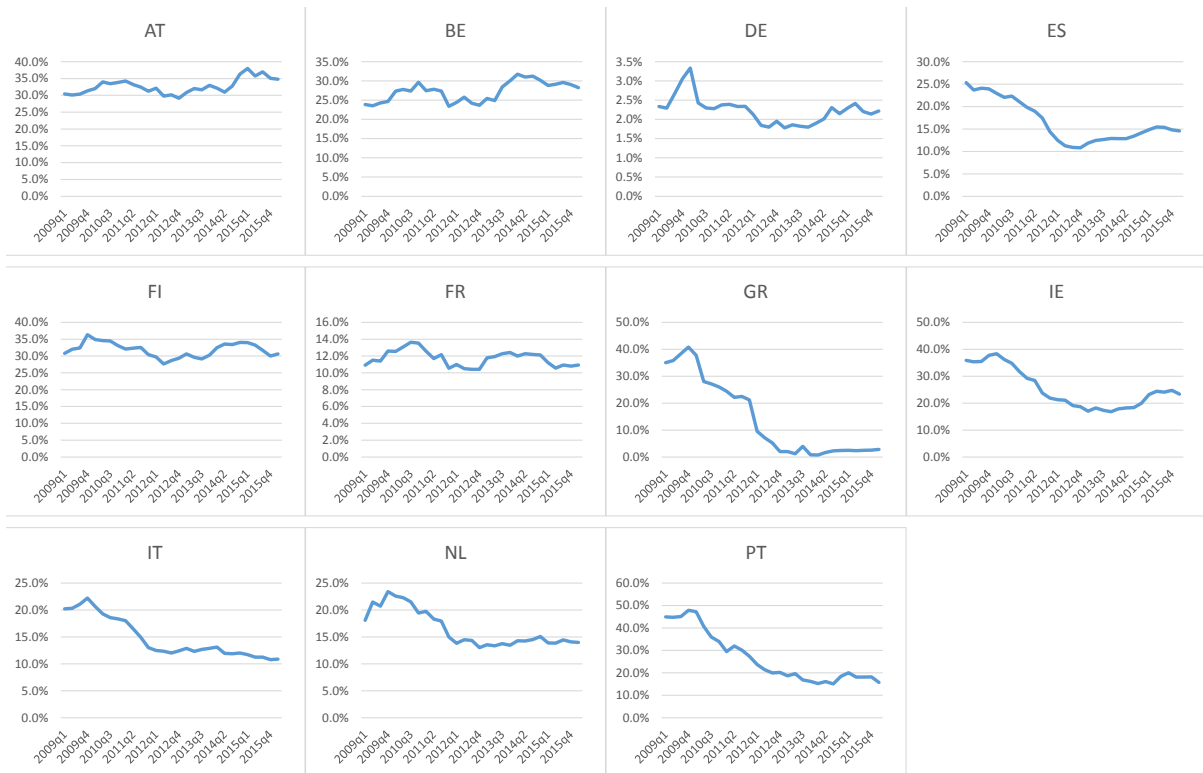 AT
40.0%
35.0%
30.0%
25.0%
20.0%
15.0%
10.0%
5.0%
0.0%
2009q1
2009q4
2010q3
2011q2
2012q1
2012q4
2013q3
2014q2
2015q1
2015q4
BE
35.0%
30.0%
25.0%
20.0%
15.0%
10.0%
5.0%
0.0%
2009q1
2009q4
2010q3
2011q2
2012q1
2012q4
2013q3
2014q2
2015q1
2015q4
DE
3.5%
3.0%
2.5%
2.0%
1.5%
1.0%
0.5%
0.0%
2009q1
2009q4
2010q3
2011q2
2012q1
2012q4
2013q3
2014q2
2015q1
2015q4
ES
30.0%
25.0%
20.0%
15.0%
10.0%
5.0%
0.0%
2009q1
2009q4
2010q3
2011q2
2012q1
2012q4
2013q3
2014q2
2015q1
2015q4
FI
40.0%
35.0%
30.0%
25.0%
20.0%
15.0%
10.0%
5.0%
0.0%
2009q1
2009q4
2010q3
2011q2
2012q1
2012q4
2013q3
2014q2
2015q1
2015q4
FR
16.0%
14.0%
12.0%
10.0%
8.0%
6.0%
4.0%
2.0%
0.0%
2009q1
2009q4
2010q3
2011q2
2012q1
2012q4
2013q3
2014q2
2015q1
2015q4
GR
50.0%
40.0%
30.0%
20.0%
10.0%
0.0%
2009q1
2009q4
2010q3
2011q2
2012q1
2012q4
2013q3
2014q2
2015q1
2015q4
IE
50.0%
40.0%
30.0%
20.0%
10.0%
0.0%
2009q1
2009q4
2010q3
2011q2
2012q1
2012q4
2013q3
2014q2
2015q1
2015q4
IT
25.0%
20.0%
15.0%
10.0%
5.0%
0.0%
2009q1
2009q4
2010q3
2011q2
2012q1
2012q4
2013q3
2014q2
2015q1
2015q4
NL
25.0%
20.0%
15.0%
10.0%
5.0%
0.0%
2009q1
2009q4
2010q3
2011q2
2012q1
2012q4
2013q3
2014q2
2015q1
2015q4
PT
60.0%
50.0%
40.0%
30.0%
20.0%
10.0%
0.0%
2009q1
2009q4
2010q3
2011q2
2012q1
2012q4
2013q3
2014q2
2015q1
2015q4